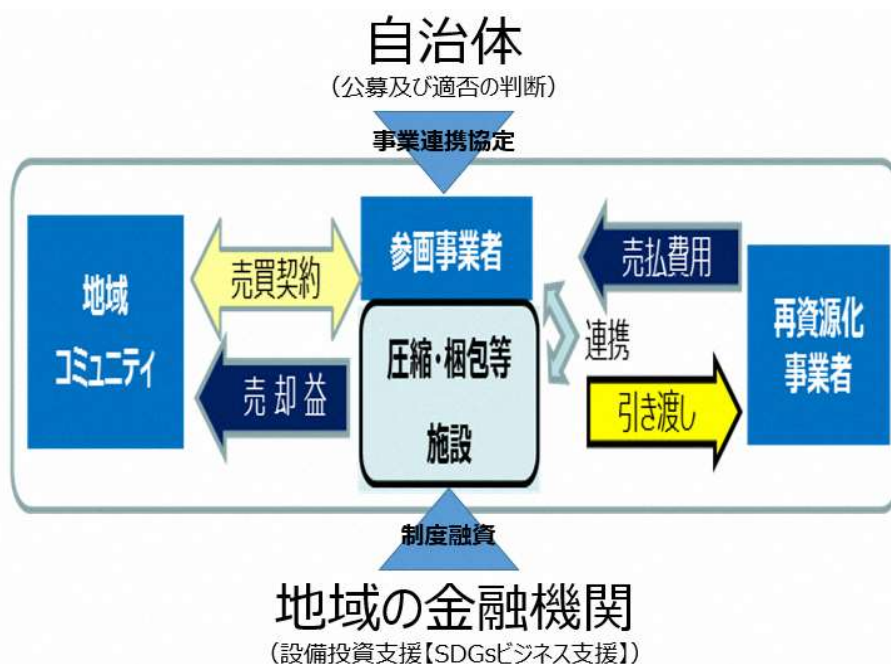 自治体
（公募及び適否の判断）
事業連携協定
地域
コミュニティ
売買契約
売却益
参画事業者
圧縮・梱包等
施設
連携
売払費用
引き渡し
再資源化
事業者
制度融資
地域の金融機関
（設備投資支援【SDGsビジネス支援】）